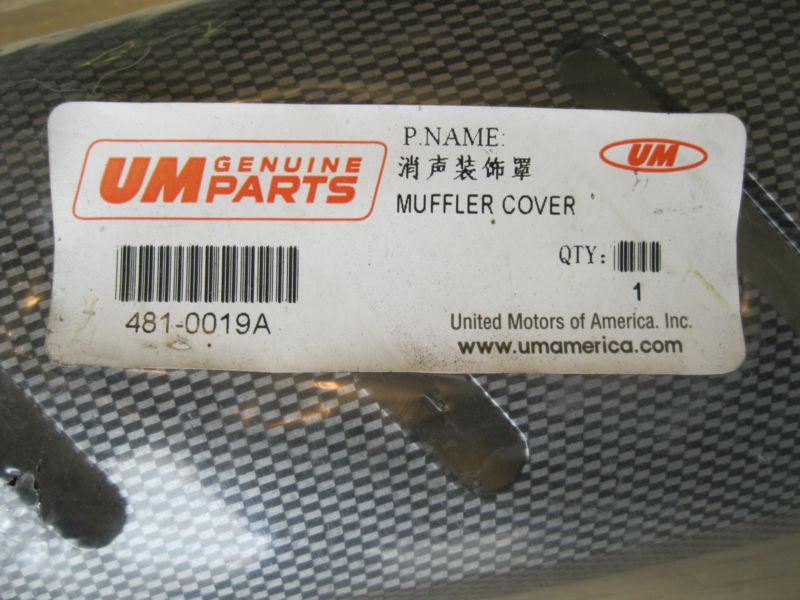 UM GENUINE PARTS
P.NAME:
消声装饰罩
MUFFLER COVER
UM
481-0019A
QTY:
1
United Motors of America. Inc.
www.umamerica.com